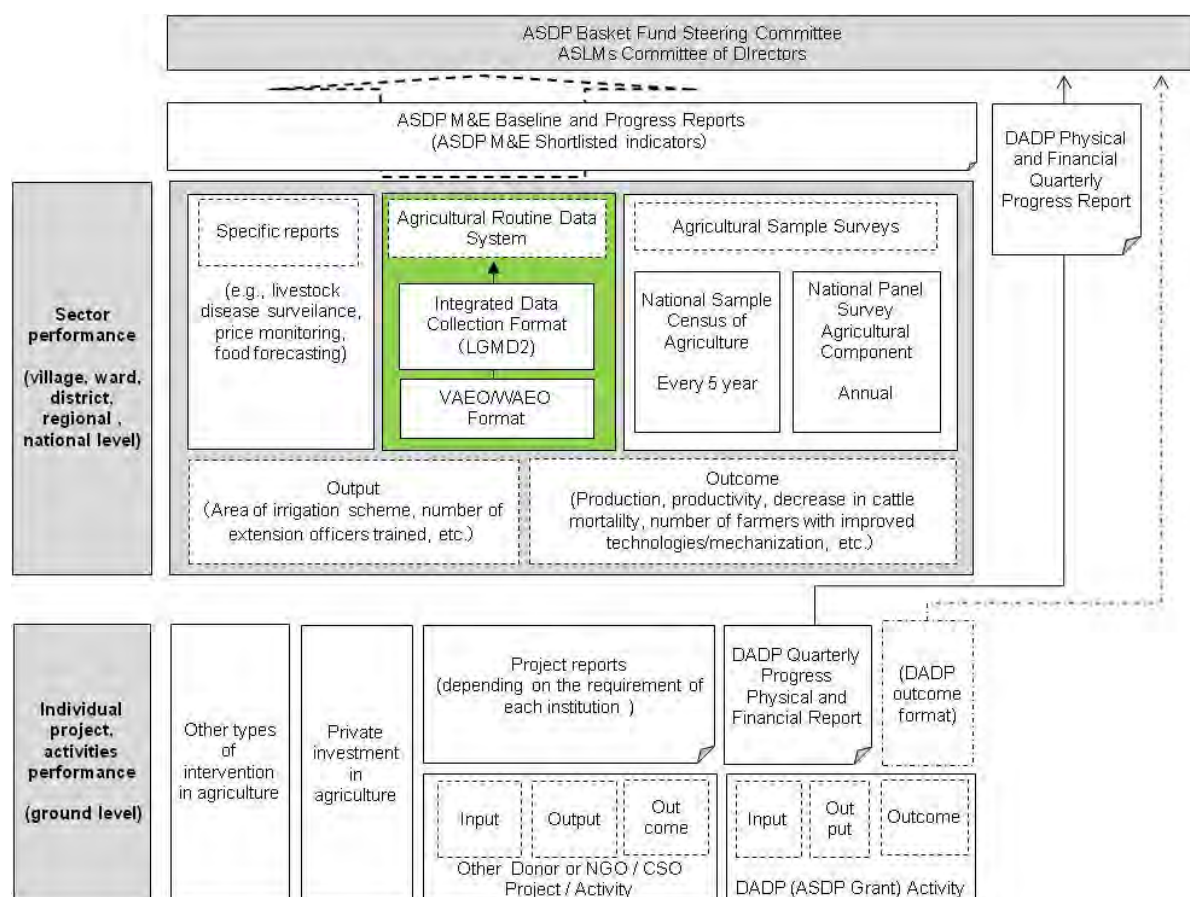 ASDP Basket Fund Steering Committee
ASLMs Committee of DIrectors
ASDP M&E Baseline and Progress Reports
(ASDP M&E Shortlisted indicators)
DADP Physical
and Financial
Quarterly
Progress Report
Sector
performance
(village, ward,
district,
regional ,
national level)
Specific reports
(e.g., livestock
disease surveilance,
price monitoring,
food forecasting)
Agricultural Routine Data
System
Integrated Data
Collection Format
(LGMD2)
VAEO/WAEO
Format
Agricultural Sample Surveys
National Sample
Census of
Agriculture
Every 5 year
National Panel
Survey
Agricultural
Component
Annual
Output
(Area of irrigation scheme, number of
extension officers trained, etc.)
Outcome
(Production, productivity, decrease in cattle
mortality, number of farmers with improved
technologies/mechanization, etc.)
Individual
project,
activities
performance
(ground level)
Other types
of
intervention
in agriculture
Private
investment
in
agriculture
Project reports
(depending on the requirement of
each institution )
DADP Quarterly
Progress
Physical and
Financial Report
(DADP
outcome
format)
Input
Output
Out
come
Other Donor or NGO / CSO
Project / Activity
Input
Out
put
Outcome
DADP (ASDP Grant) Activity